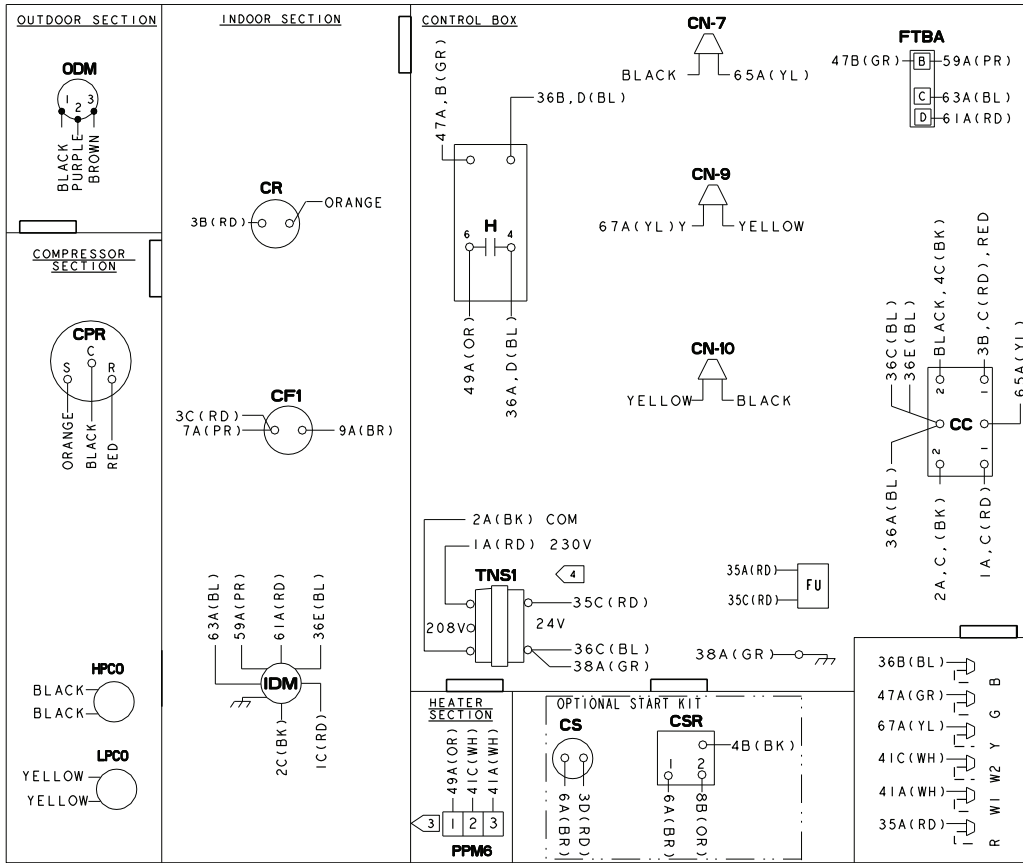 OUTDOOR SECTION
ODM
1 2 3
BLACK
PURPLE
BROWN
COMPRESSOR
SECTION
CPR
C
S R
ORANGE
BLACK
RED
HPCO
BLACK
BLACK
LPCO
YELLOW
YELLOW
INDOOR SECTION
CR
3B(RD)
ORANGE
CF1
3C(RD)
7A(PR)
9A(BR)
63A(BL)
59A(PR)
61A(RD)
36E(BL)
IDM
2C(BK)
1C(RD)
CONTROL BOX
47A,B(GR)
36B,D(BL)
H
6 4
49A(OR)
36A,D(BL)
CN-7
BLACK
65A(YL)
CN-9
67A(YL)Y
YELLOW
CN-10
YELLOW
BLACK
FTBA
47B(GR) B 59A(PR)
C 63A(BL)
D 61A(RD)
36C(BL)
36E(BL)
BLACK,4C(BK)
3B,C(RD),RED
65A(YL)
2 1
CC
2 1
36A(BL)
2A,C,(BK)
1A,C(RD)
2A(BK) COM
1A(RD) 230V
TNS1
4
35C(RD)
208V
24V
36C(BL)
38A(GR)
35A(RD)
35C(RD)
FU
38A(GR)
HEATER
SECTION
49A(OR)
41C(WH)
41A(WH)
3
1 2 3
PPM6
OPTIONAL START KIT
CS
6A(BR)
3D(RD)
CSR
4B(BK)
1 2
6A(BR)
8B(OR)
36B(BL) B
47A(GR) G
67A(YL) Y
41C(WH) W2
41A(WH) W1
35A(RD) R